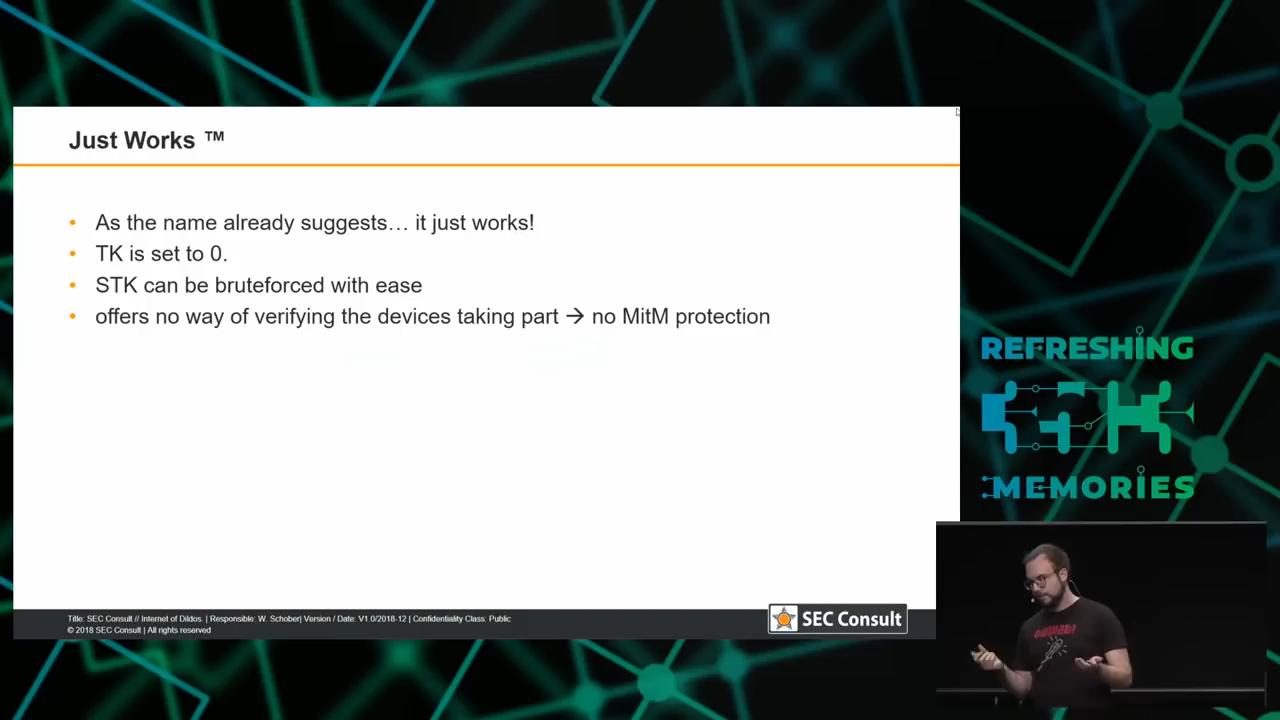 Just Works ™
• As the name already suggests… it just works!
• TK is set to 0.
• STK can be bruteforced with ease
• offers no way of verifying the devices taking part → no MitM protection
REFRESHING
35C3
MEMORIES
Title: SEC Consult // Internet of Dildos. | Responsible: W. Schober| Version / Date: V1.0/2018-12 | Confidentiality Class: Public
© 2018 SEC Consult | All rights reserved
SEC Consult